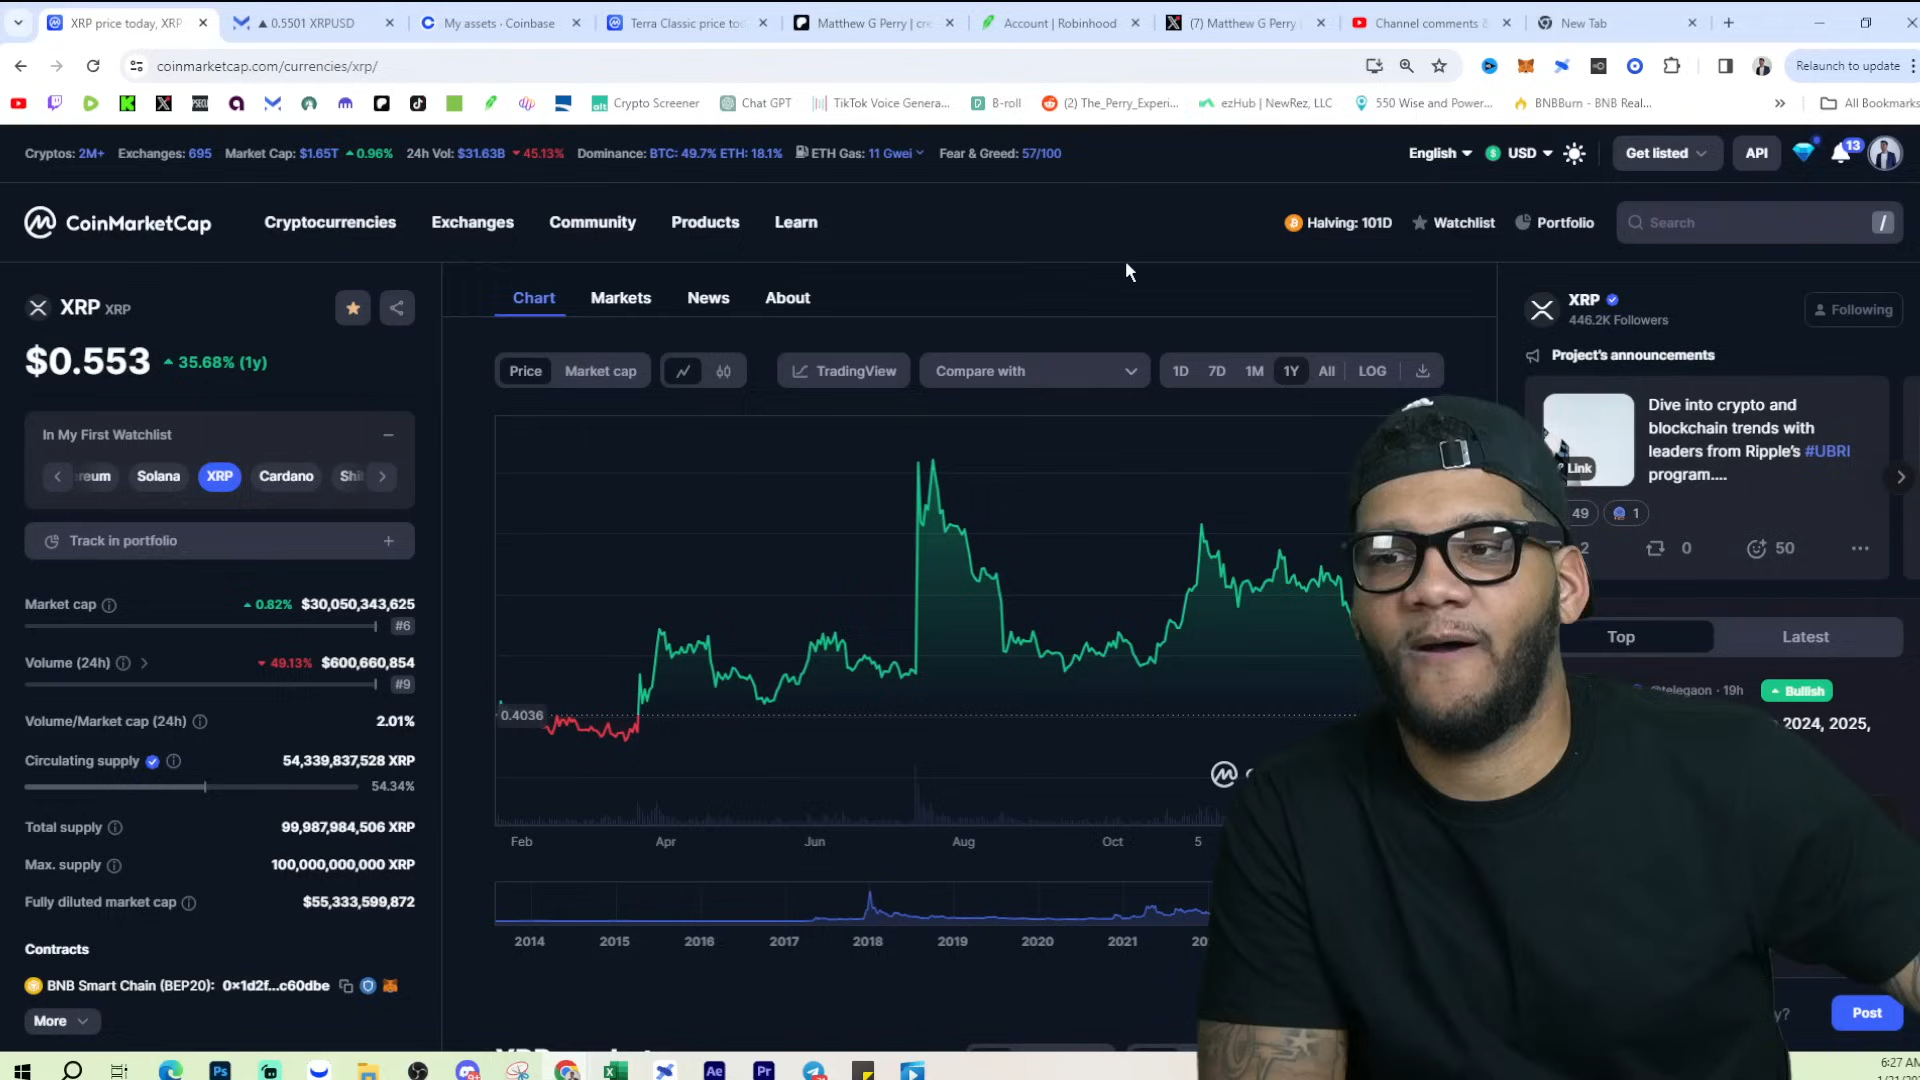 XRP price today, XRP
0.5501 XRPUSD
My assets - Coinbase
Terra Classic price to
Matthew G Perry | cre
Account | Robinhood
(7) Matthew G Perry
Channel comments &
New Tab
coinmarketcap.com/currencies/xrp/
Relaunch to update
Crypto Screener
Chat GPT
TikTok Voice Genera...
B-roll
(2) The_Perry_Experi...
ezHub | NewRez, LLC
550 Wise and Power...
BNBBurn - BNB Real...
All Bookmarks
Cryptos: 2M+ Exchanges: 695 Market Cap: $1.65T 0.96% 24h Vol: $31.63B 45.13% Dominance: BTC: 49.7% ETH: 18.1% ETH Gas: 11 Gwei Fear & Greed: 57/100
English USD Get listed API 13
CoinMarketCap Cryptocurrencies Exchanges Community Products Learn
Halving: 101D Watchlist Portfolio Search /
XRP XRP
$0.553 35.68% (1y)
In My First Watchlist
reum Solana XRP Cardano Shi
Track in portfolio +
Market cap 0.82% $30,050,343,625
#6
Volume (24h) 49.13% $600,660,854
#9
Volume/Market cap (24h) 2.01%
Circulating supply 54,339,837,528 XRP
54.34%
Total supply 99,987,984,506 XRP
Max. supply 100,000,000,000 XRP
Fully diluted market cap $55,333,599,872
Contracts
BNB Smart Chain (BEP20): 0x1d2f...c60dbe
More
Chart Markets News About
Price Market cap TradingView Compare with 1D 7D 1M 1Y All LOG
0.4036
Feb Apr Jun Aug Oct 5
2014 2015 2016 2017 2018 2019 2020 2021 20
XRP
446.2K Followers
Following
Project's announcements
Dive into crypto and
blockchain trends with
leaders from Ripple's #UBRI
program....
Link
49 1
2 0 50
Top Latest
@telegaon · 19h Bullish
2024, 2025,
y?
Post
Ps
Ae
Pr
6:27 AM